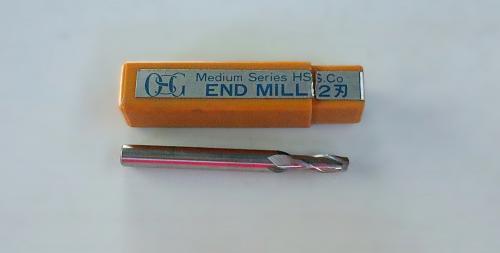 OSG Medium Series HSS.Co
END MILL 2刃